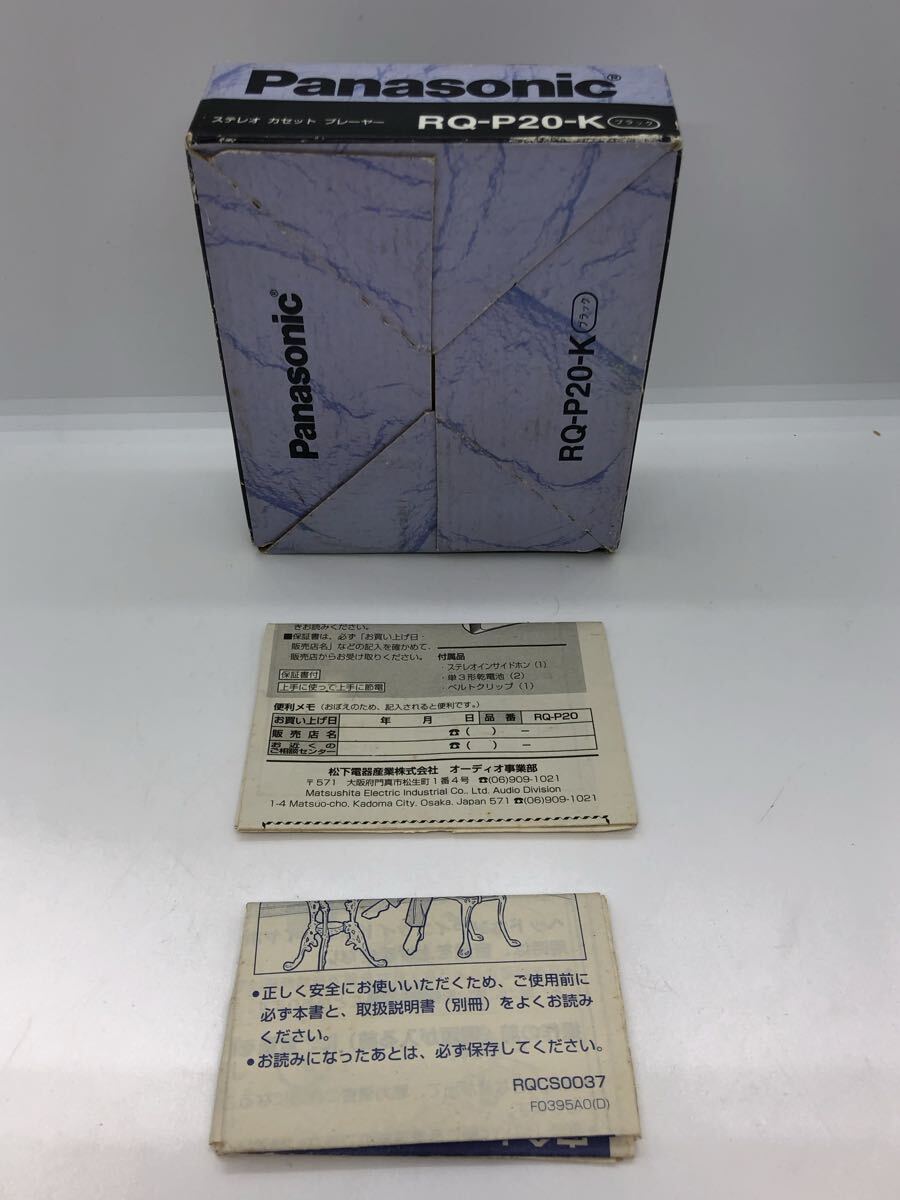 Panasonic®
ステレオ カセット プレーヤー RQ-P20-K ブラック
Panasonic®
RQ-P20-K ブラック
きお読みください。
■保証書は、必ず「お買い上げ日・
販売店名」などの記入を確かめて、
販売店からお受け取りください。
保証書付
上手に使って上手に節電
付属品
・ステレオインサイドホン(1)
・単3形乾電池(2)
・ベルトクリップ(1)
便利メモ(おぼえのため、記入されると便利です。)
お買い上げ日 年 月 日 品番 RQ-P20
販売店名 ☎( ) −
お近くのご相談センター ☎( ) −
松下電器産業株式会社 オーディオ事業部
〒571 大阪府門真市松生町1番4号 ☎(06)909-1021
Matsushita Electric Industrial Co., Ltd. Audio Division
1-4 Matsuo-cho, Kadoma City, Osaka, Japan 571 ☎(06)909-1021
●正しく安全にお使いいただくため、ご使用前に
必ず本書と、取扱説明書(別冊)をよくお読み
ください。
●お読みになったあとは、必ず保存してください。
RQCS0037
F0395A0(D)